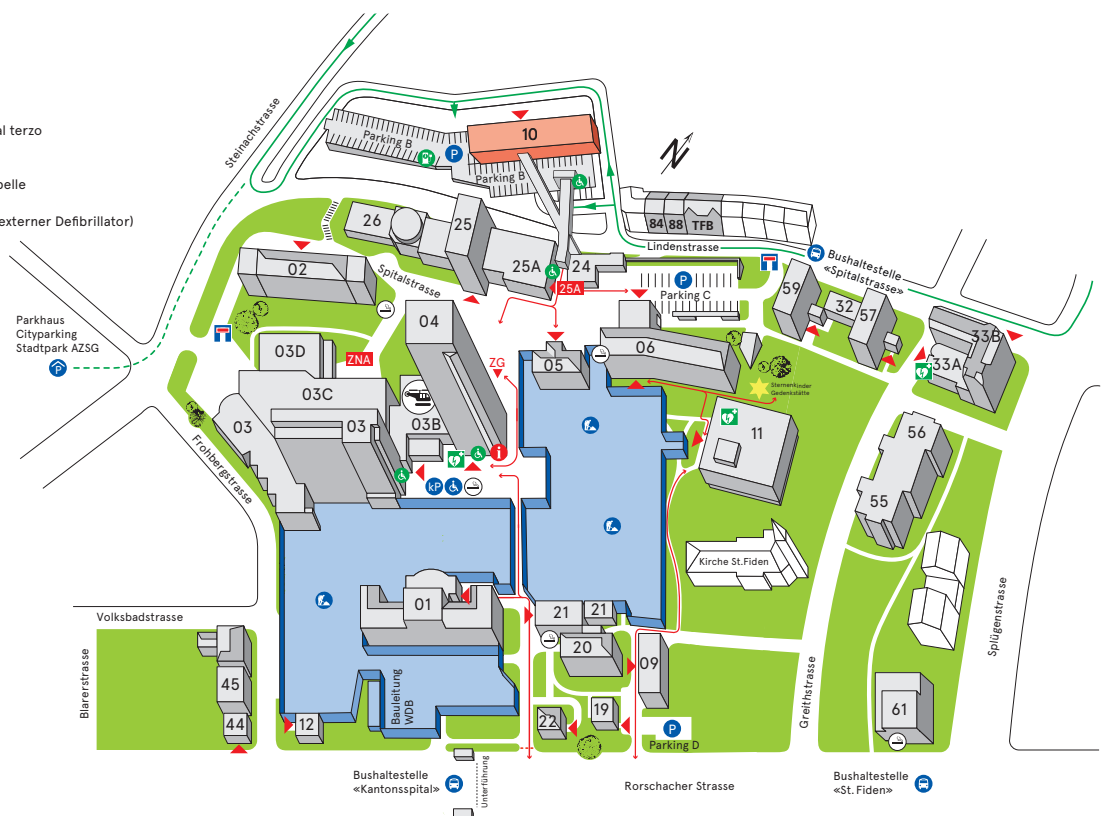 al terzo
pelle
externer Defibrillator)
Steinachstrasse
Parking B
P
10
Parking B
N
84 88 TFB
26
25
Lindenstrasse
Bushaltestelle
«Spitalstrasse»
02
Spitalstrasse
25A
24
25A
P
Parking C
59
32
57
33B
33A
Parkhaus
Cityparking
Stadtpark AZSG
P
04
03D
ZNA
ZG
05
06
Sternenkinder
Gedenkstätte
03C
03
03
03B
i
kP
11
56
55
Frohbergstrasse
Kirche St.Fiden
Volksbadstrasse
01
21
21
20
09
Blarerstrasse
45
44
12
Bauleitung
WDB
22
19
P
Parking D
Greithstrasse
Splügenstrasse
61
Bushaltestelle
«Kantonsspital»
Unterführung
Rorschacher Strasse
Bushaltestelle
«St. Fiden»